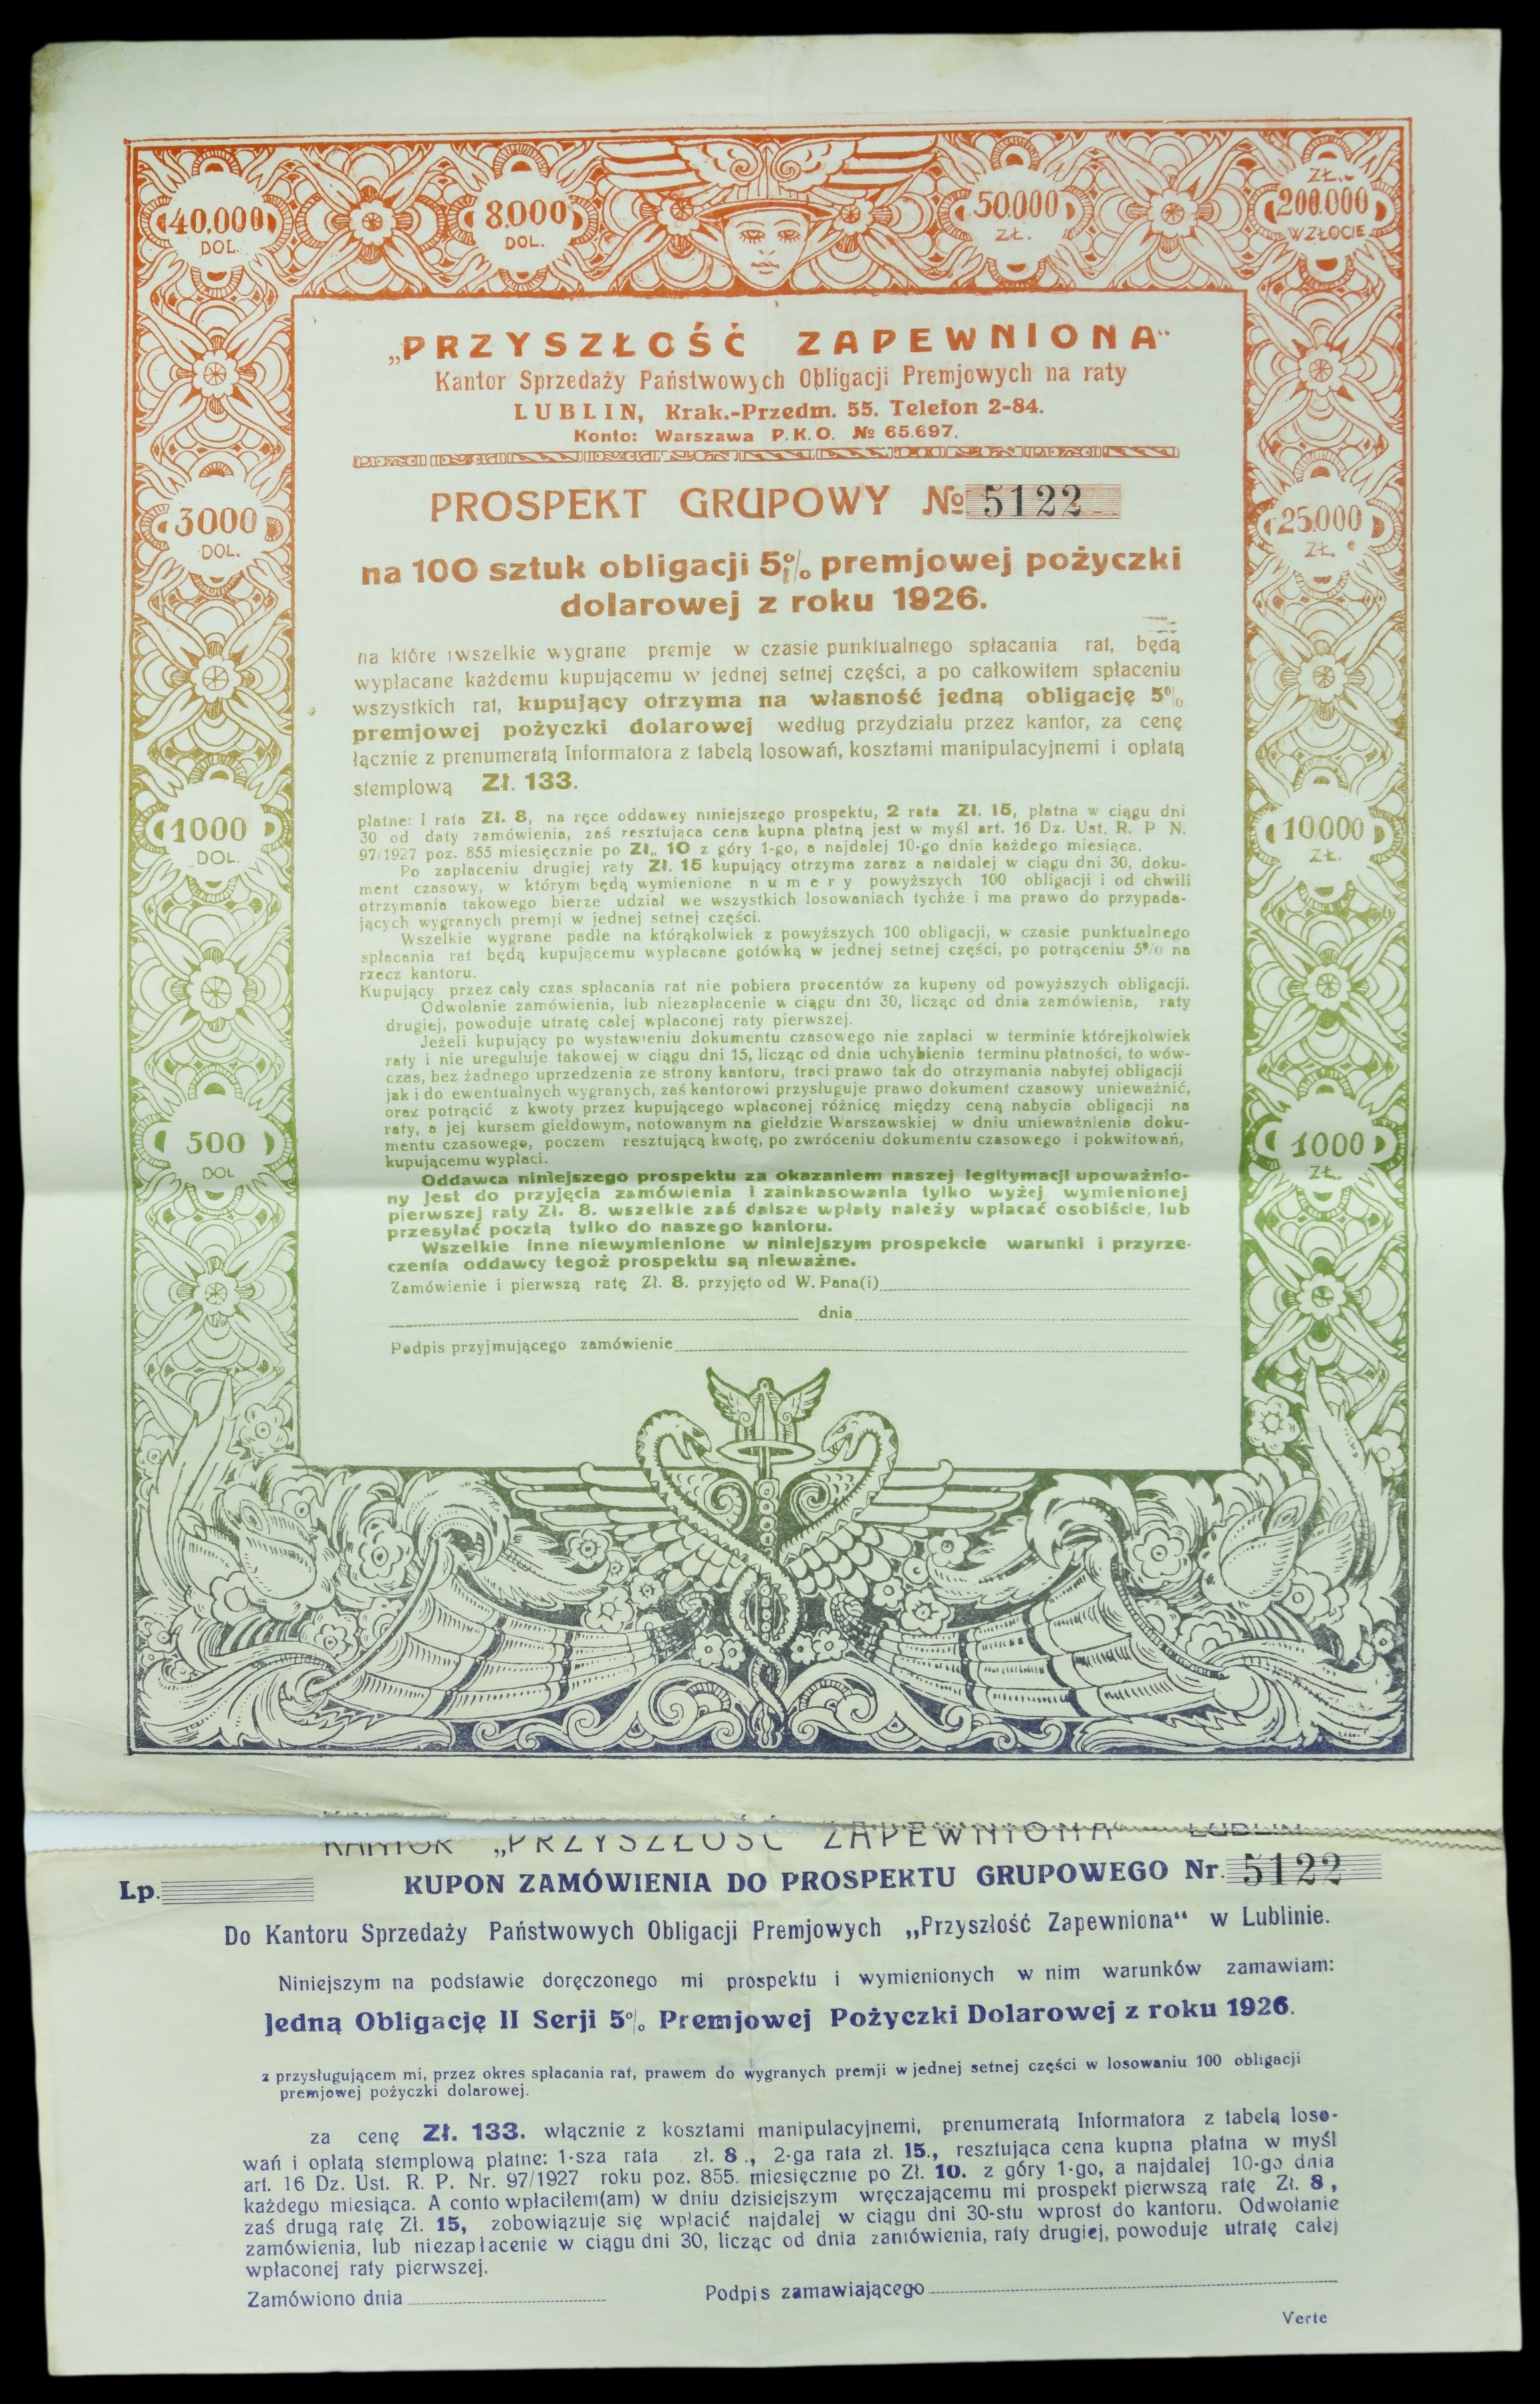 40.000 DOL.
8.000 DOL.
50.000 ZŁ.
ZŁ. 200.000 W ZŁOCIE
3000 DOL.
25.000 ZŁ.
1000 DOL.
10.000 ZŁ.
500 DOL
1000 ZŁ.
„PRZYSZŁOŚĆ ZAPEWNIONA“
Kantor Sprzedaży Państwowych Obligacji Premjowych na raty
LUBLIN, Krak.-Przedm. 55. Telefon 2-84.
Konto: Warszawa P. K. O. № 65.697.
PROSPEKT GRUPOWY № 5122
na 100 sztuk obligacji 5% premjowej pożyczki
dolarowej z roku 1926.
na które wszelkie wygrane premje w czasie punktualnego spłacania rat, będą
wypłacane każdemu kupującemu w jednej setnej części, a po całkowitem spłaceniu
wszystkich rat, kupujący otrzyma na własność jedną obligację 5%
premjowej pożyczki dolarowej według przydziału przez kantor, za cenę
łącznie z prenumeratą Informatora z tabelą losowań, kosztami manipulacyjnemi i opłatą
stemplową Zł. 133.
płatne: I rata Zł. 8, na ręce oddawcy niniejszego prospektu, 2 rata Zł. 15, płatna w ciągu dni
30 od daty zamówienia, zaś resztująca cena kupna płatną jest w myśl art. 16 Dz. Ust. R. P N.
97/1927 poz. 855 miesięcznie po Zł„ 10 z góry 1-go, a najdalej 10-go dnia każdego miesiąca.
Po zapłaceniu drugiej raty Zł. 15 kupujący otrzyma zaraz a naidalej w ciągu dni 30, doku-
ment czasowy, w którym będą wymienione numery powyższych 100 obligacji i od chwili
otrzymania takowego bierze udział we wszystkich losowaniach tychże i ma prawo do przypada-
jących wygranych premji w jednej setnej części.
Wszelkie wygrane padłe na którąkolwiek z powyższych 100 obligacji, w czasie punktualnego
spłacania rat będą kupującemu wypłacane gotówką w jednej setnej części, po potrąceniu 5% na
rzecz kantoru.
Kupujący przez cały czas spłacania rat nie pobiera procentów za kupony od powyższych obligacji.
Odwołanie zamówienia, lub niezapłacenie w ciągu dni 30, licząc od dnia zamówienia, raty
drugiej, powoduje utratę całej wpłaconej raty pierwszej.
Jeżeli kupujący po wystawieniu dokumentu czasowego nie zapłaci w terminie którejkolwiek
raty i nie ureguluje takowej w ciągu dni 15, licząc od dnia uchybienia terminu płatności, to wów-
czas, bez żadnego uprzedzenia ze strony kantoru, traci prawo tak do otrzymania nabytej obligacji
jak i do ewentualnych wygranych, zaś kantorowi przysługuje prawo dokument czasowy unieważnić,
oraz potrącić z kwoty przez kupującego wpłaconej różnicę między ceną nabycia obligacji na
raty, a jej kursem giełdowym, notowanym na giełdzie Warszawskiej w dniu unieważnienia doku-
mentu czasowego, poczem resztującą kwotę, po zwróceniu dokumentu czasowego i pokwitowań,
kupującemu wypłaci.
Oddawca niniejszego prospektu za okazaniem naszej legitymacji upoważnio-
ny jest do przyjęcia zamówienia i zainkasowania tylko wyżej wymienionej
pierwszej raty Zł. 8. wszelkie zaś dalsze wpłaty należy wpłacać osobiście, lub
przesyłać pocztą tylko do naszego kantoru.
Wszelkie inne niewymienione w niniejszym prospekcie warunki i przyrze-
czenia oddawcy tegoż prospektu są nieważne.
Zamówienie i pierwszą ratę Zł. 8. przyjęto od W. Pana(i)
dnia
Podpis przyjmującego zamówienie
KANTOR „PRZYSZŁOŚĆ ZAPEWNIONA“ LUBLIN
Lp.
KUPON ZAMÓWIENIA DO PROSPEKTU GRUPOWEGO Nr. 5122
Do Kantoru Sprzedaży Państwowych Obligacji Premjowych „Przyszłość Zapewniona“ w Lublinie.
Niniejszym na podstawie doręczonego mi prospektu i wymienionych w nim warunków zamawiam:
Jedną Obligację II Serji 5% Premjowej Pożyczki Dolarowej z roku 1926.
z przysługującem mi, przez okres spłacania rat, prawem do wygranych premji w jednej setnej części w losowaniu 100 obligacji
premjowej pożyczki dolarowej.
za cenę Zł. 133. włącznie z kosztami manipulacyjnemi, prenumeratą Informatora z tabelą loso-
wań i opłatą stemplową płatne: 1-sza rata zł. 8., 2-ga rata zł. 15., resztująca cena kupna płatna w myśl
art. 16 Dz. Ust. R. P. Nr. 97/1927 roku poz. 855. miesięcznie po Zł. 10. z góry 1-go, a najdalej 10-go dnia
każdego miesiąca. A conto wpłaciłem(am) w dniu dzisiejszym wręczającemu mi prospekt pierwszą ratę Zł. 8,
zaś drugą ratę Zł. 15, zobowiązuje się wpłacić najdalej w ciągu dni 30-stu wprost do kantoru. Odwołanie
zamówienia, lub niezapłacenie w ciągu dni 30, licząc od dnia zamówienia, raty drugiej, powoduje utratę całej
wpłaconej raty pierwszej.
Zamówiono dnia
Podpis zamawiającego
Verte